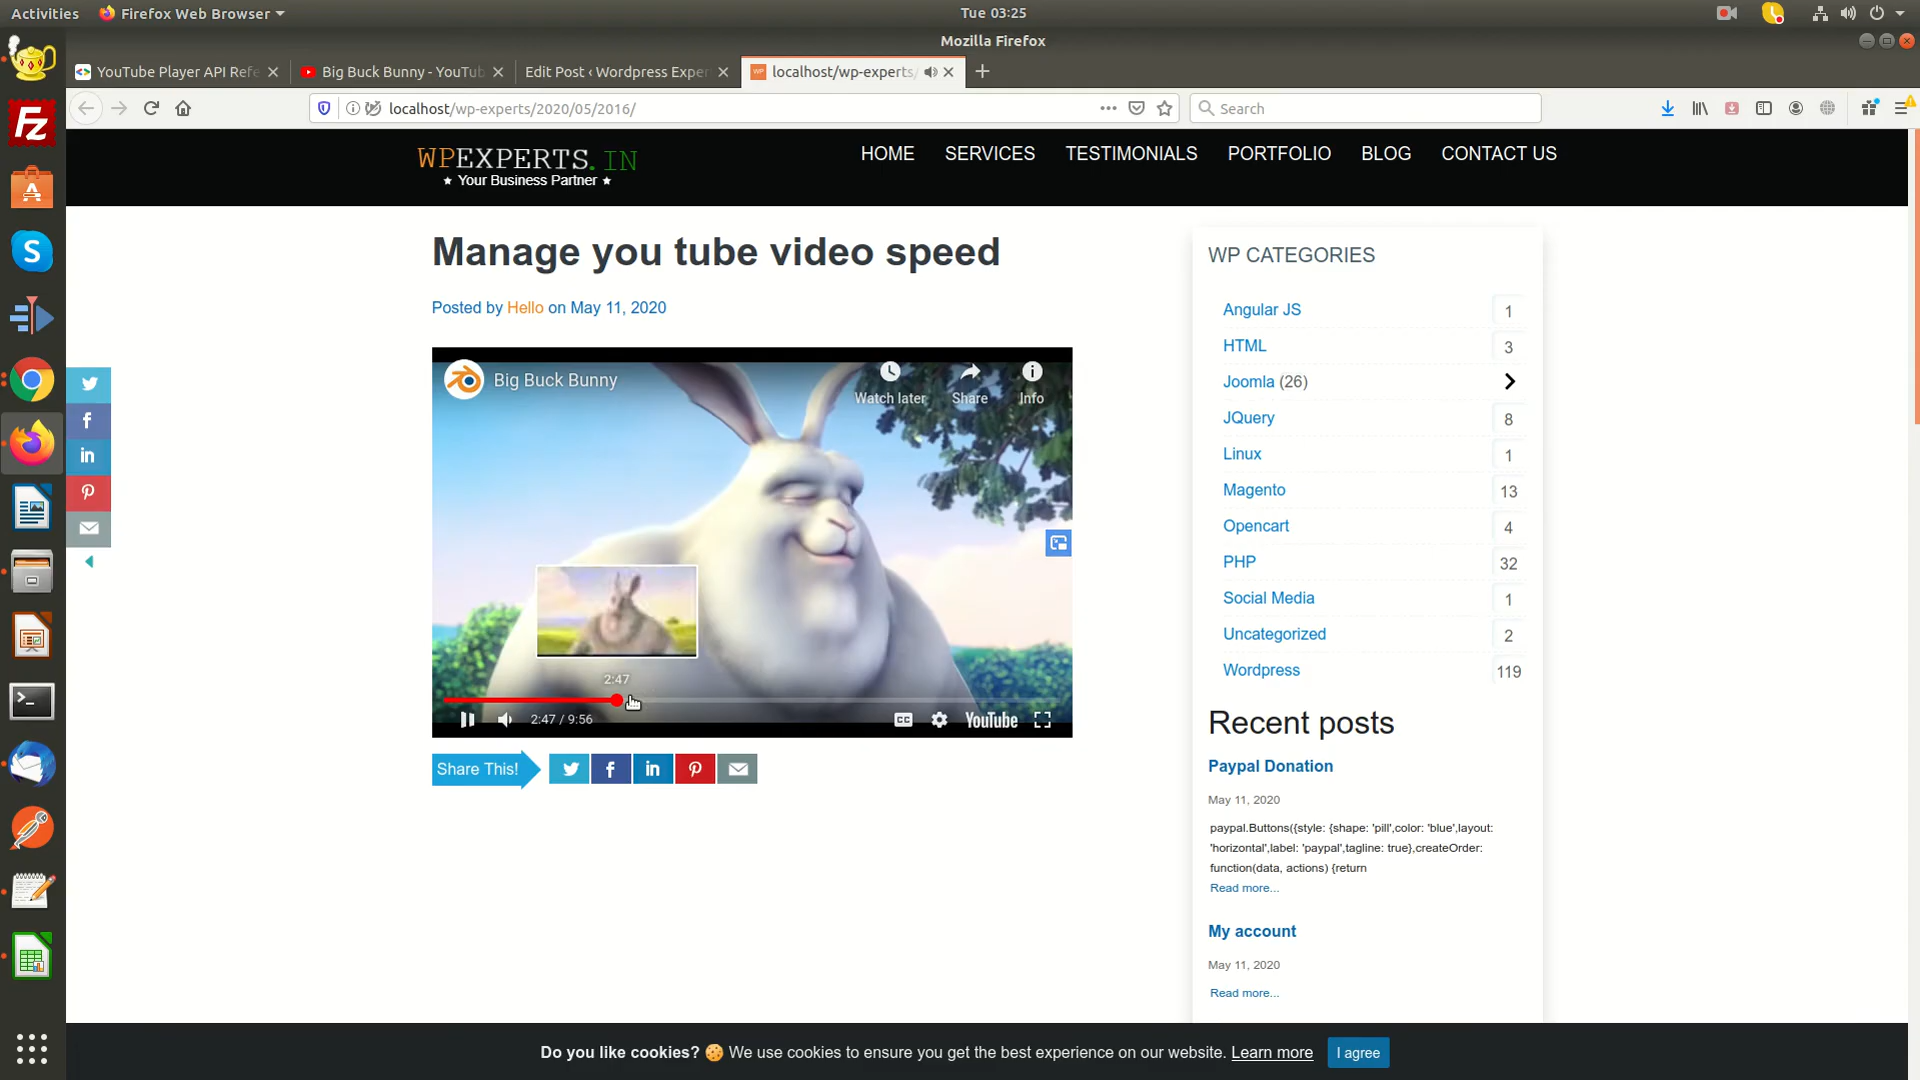 Activities
Firefox Web Browser
Tue 03:25
Mozilla Firefox
YouTube Player API Refe
Big Buck Bunny - YouTub
Edit Post ‹ Wordpress Exper
localhost/wp-experts/
localhost/wp-experts/2020/05/2016/
Search
WPEXPERTS.IN
★ Your Business Partner ★
HOME
SERVICES
TESTIMONIALS
PORTFOLIO
BLOG
CONTACT US
Manage you tube video speed
Posted by Hello on May 11, 2020
Big Buck Bunny
Watch later
Share
Info
2:47
2:47 / 9:56
CC
YouTube
Share This!
WP CATEGORIES
Angular JS 1
HTML 3
Joomla (26)
JQuery 8
Linux 1
Magento 13
Opencart 4
PHP 32
Social Media 1
Uncategorized 2
Wordpress 119
Recent posts
Paypal Donation
May 11, 2020
paypal.Buttons({style: {shape: 'pill',color: 'blue',layout:
'horizontal',label: 'paypal',tagline: true},createOrder:
function(data, actions) {return
Read more...
My account
May 11, 2020
Read more...
Do you like cookies? 🍪 We use cookies to ensure you get the best experience on our website. Learn more
I agree